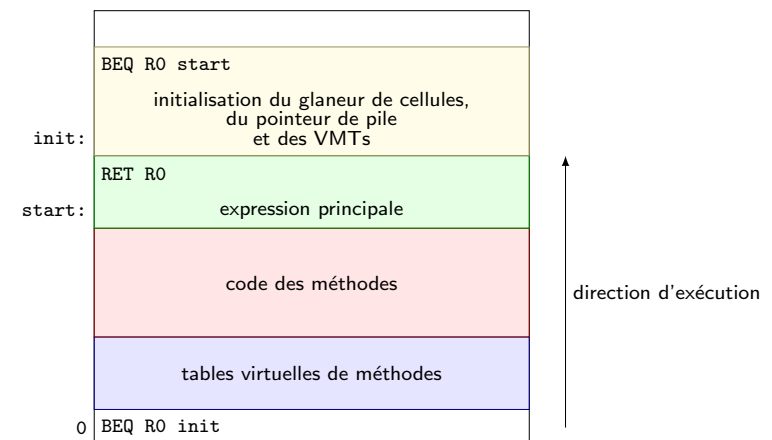 BEQ R0 start
initialisation du glaneur de cellules,
du pointeur de pile
init:
et des VMTs
RET R0
start:
expression principale
code des méthodes
direction d'exécution
tables virtuelles de méthodes
0
BEQ R0 init